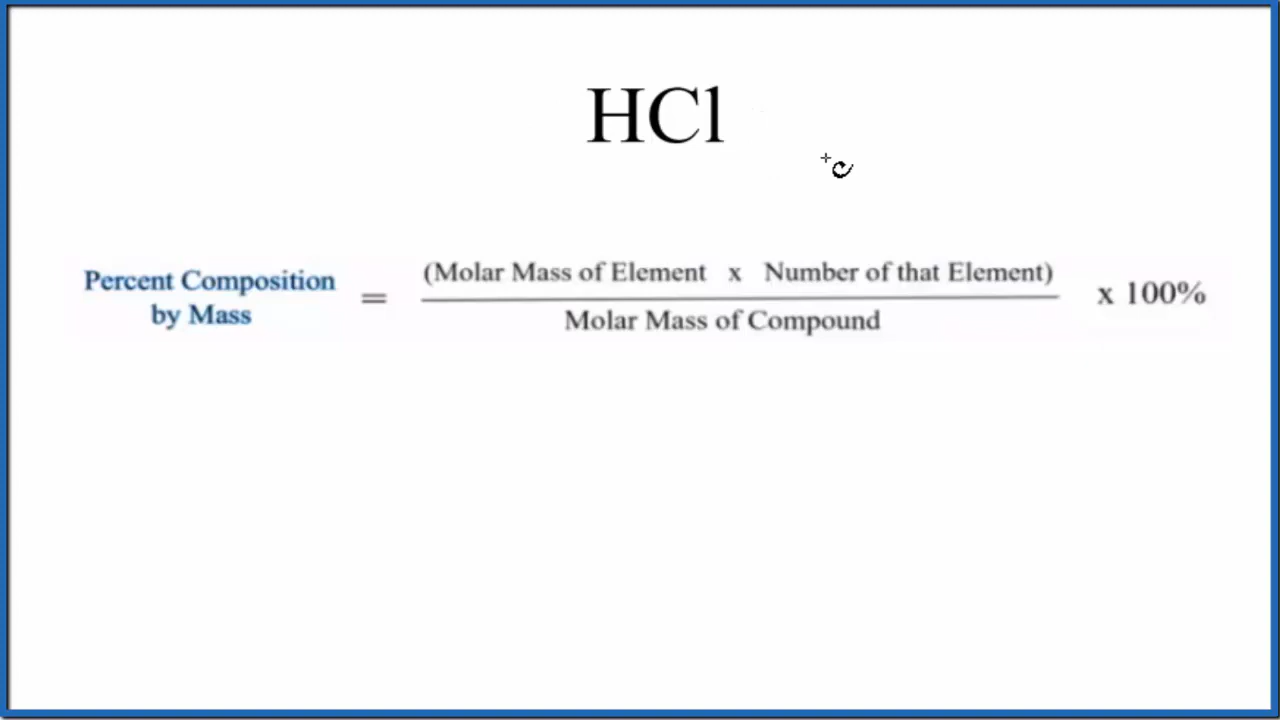 HCl
(Molar Mass of Element x Number of that Element)
Percent Composition
by Mass
= x 100%
Molar Mass of Compound